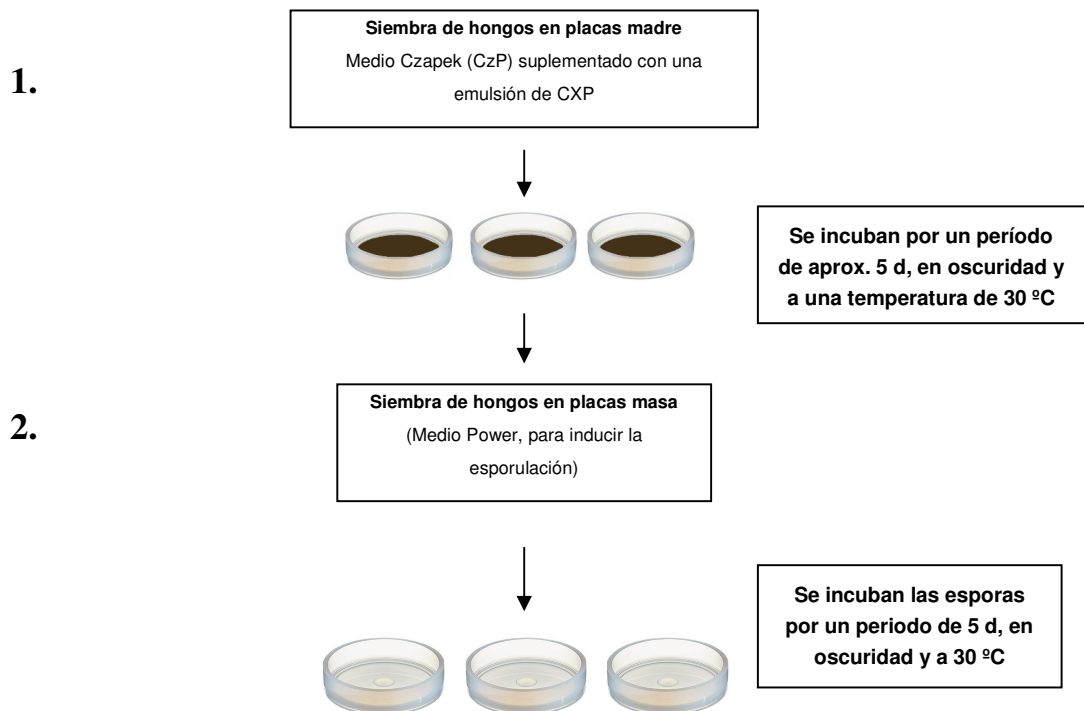 1.
Siembra de hongos en placas madre
Medio Czapek (CzP) suplementado con una
emulsión de CXP
Se incuban por un período
de aprox. 5 d, en oscuridad y
a una temperatura de 30 ºC
2.
Siembra de hongos en placas masa
(Medio Power, para inducir la
esporulación)
Se incuban las esporas
por un periodo de 5 d, en
oscuridad y a 30 ºC